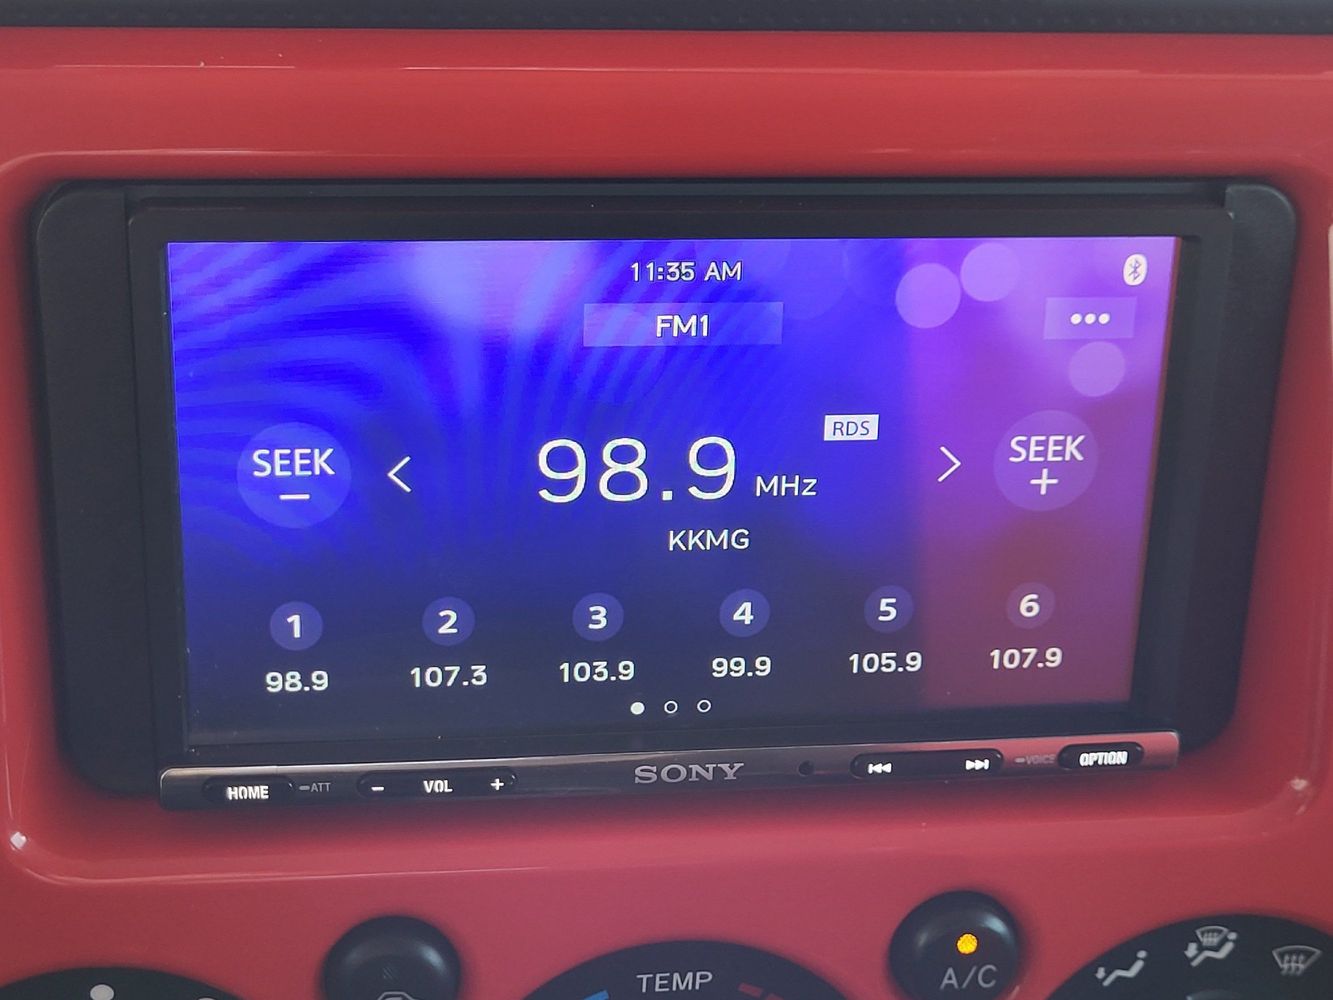 11:35 AM
FM1
•••
RDS
SEEK
−
<
98.9 MHz
>
SEEK
+
KKMG
1 2 3 4 5 6
98.9 107.3 103.9 99.9 105.9 107.9
HOME ATT − VOL + SONY VOICE OPTION
TEMP
A/C